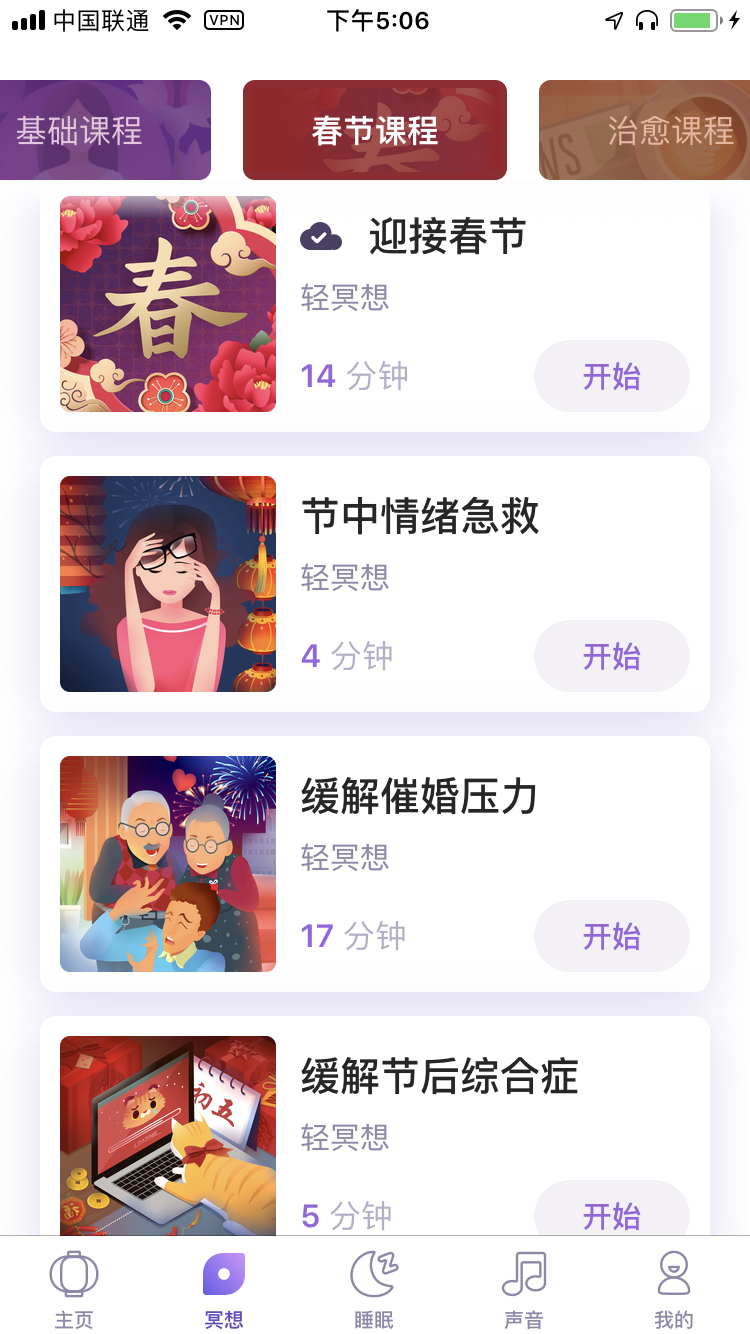 中国联通 VPN 下午5:06
基础课程 春节课程 治愈课程
VS
春
迎接春节
轻冥想
14 分钟 开始
节中情绪急救
轻冥想
4 分钟 开始
缓解催婚压力
轻冥想
17 分钟 开始
初五
LOADING...
缓解节后综合症
轻冥想
5 分钟 开始
主页 冥想 睡眠 声音 我的